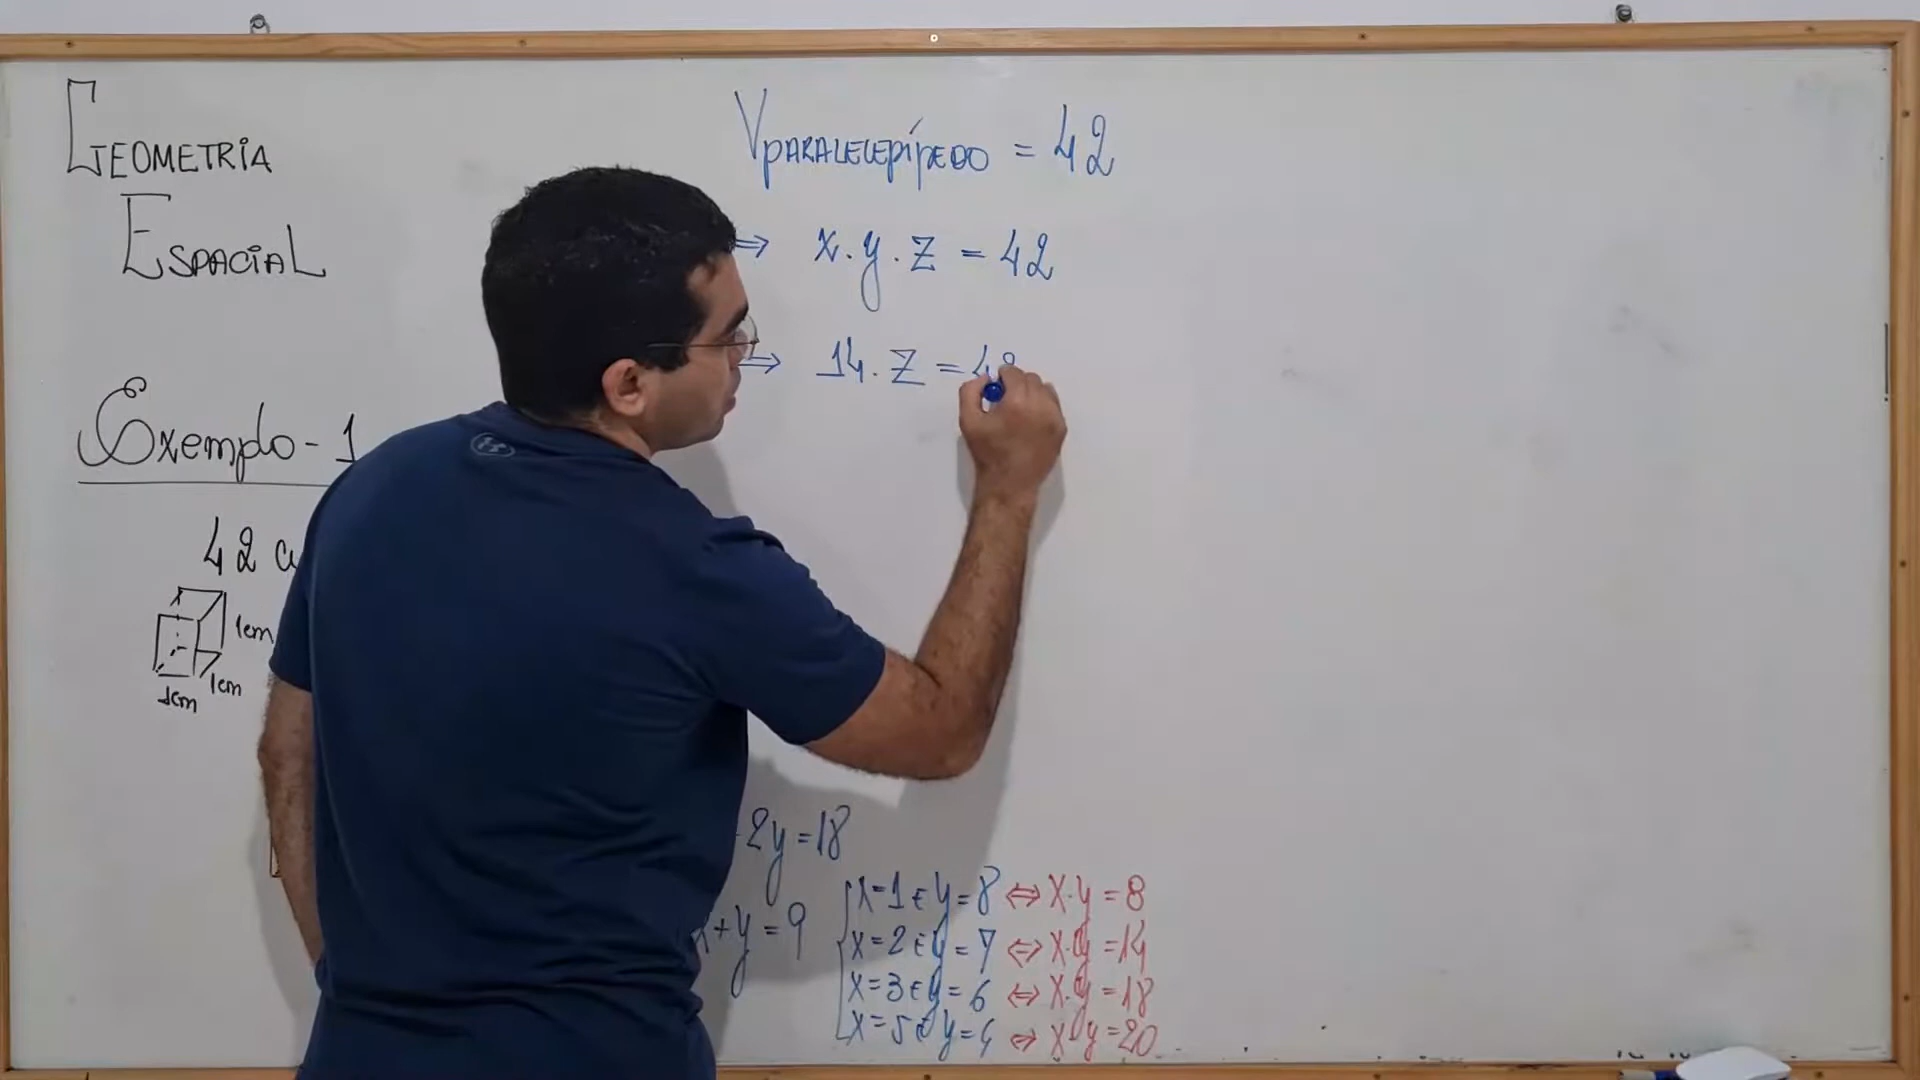 GEOMETRIA
ESPACIAL
Exemplo - 1
42
1cm
1cm
1cm
Vparalelepípedo = 42
⇒ x.y.z = 42
⇒ 14.z = 42
2y = 18
x + y = 9
x = 1 e y = 8 ⇔ x.y = 8
x = 2 e y = 7 ⇔ x.y = 14
x = 3 e y = 6 ⇔ x.y = 18
x = 5 e y = 4 ⇔ x.y = 20